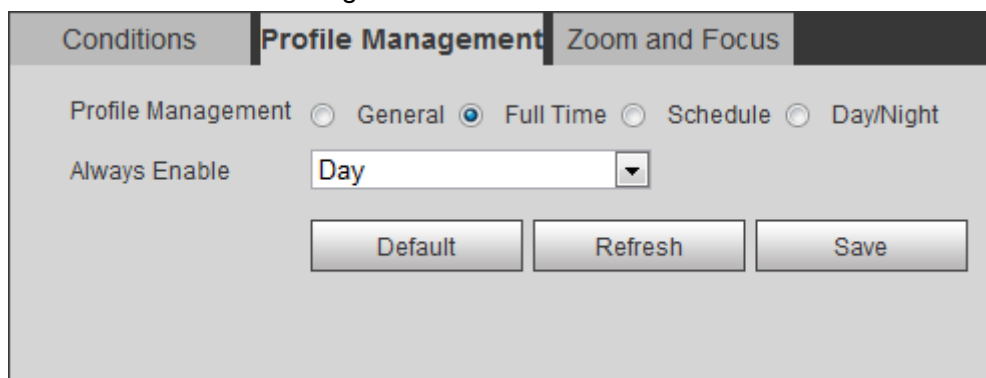 Conditions Profile Management Zoom and Focus
Profile Management General Full Time Schedule Day/Night
Always Enable Day
Default Refresh Save